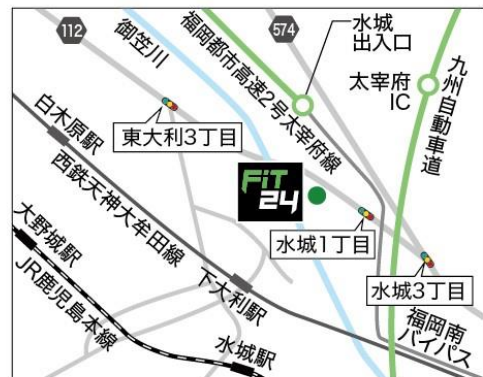 112
御笠川
574
水城
出入口
福岡都市高速2号太宰府線
太宰府
IC
九州自動車道
白木原駅
東大利3丁目
西鉄天神大牟田線
FiT
24
大野城駅
水城1丁目
JR鹿児島本線
下大利駅
水城3丁目
水城駅
福岡南
バイパス